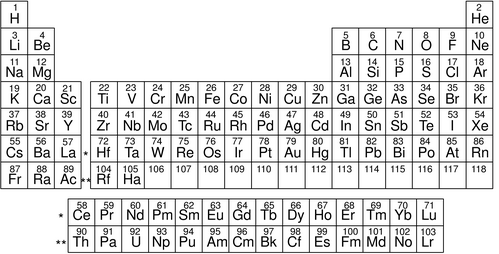 1 2
H He
3 4 5 6 7 8 9 10
Li Be B C N O F Ne
11 12 13 14 15 16 17 18
Na Mg Al Si P S Cl Ar
19 20 21 22 23 24 25 26 27 28 29 30 31 32 33 34 35 36
K Ca Sc Ti V Cr Mn Fe Co Ni Cu Zn Ga Ge As Se Br Kr
37 38 39 40 41 42 43 44 45 46 47 48 49 50 51 52 53 54
Rb Sr Y Zr Nb Mo Tc Ru Rh Pd Ag Cd In Sn Sb Te I Xe
55 56 57 72 73 74 75 76 77 78 79 80 81 82 83 84 85 86
Cs Ba La * Hf Ta W Re Os Ir Pt Au Hg Tl Pb Bi Po At Rn
87 88 89 104 105 106 107 108 109 110 111 112 113 114 115 116 117 118
Fr Ra Ac ** Rf Ha
58 59 60 61 62 63 64 65 66 67 68 69 70 71
* Ce Pr Nd Pm Sm Eu Gd Tb Dy Ho Er Tm Yb Lu
90 91 92 93 94 95 96 97 98 99 100 101 102 103
** Th Pa U Np Pu Am Cm Bk Cf Es Fm Md No Lr